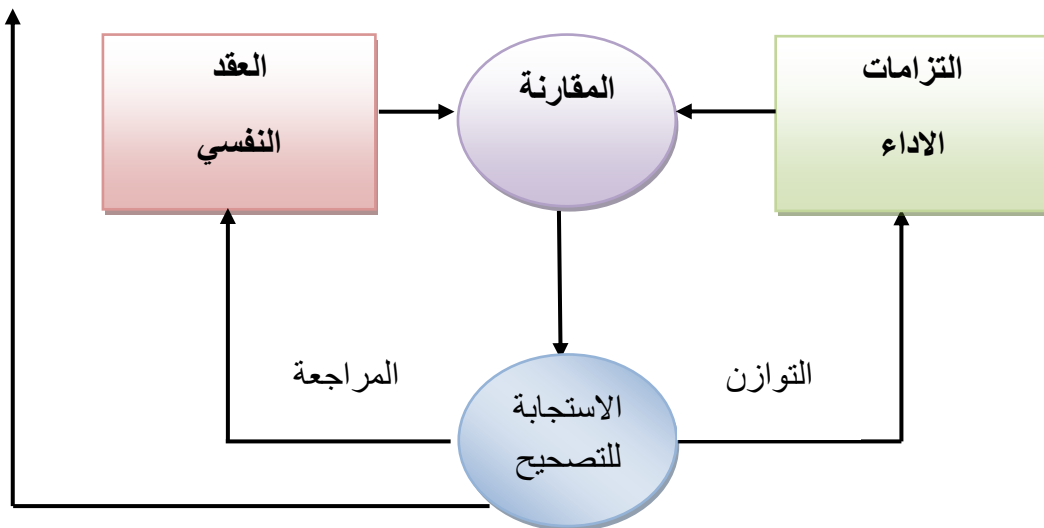 التزامات
الاداء
المقارنة
العقد
النفسي
التوازن
المراجعة
الاستجابة
للتصحيح